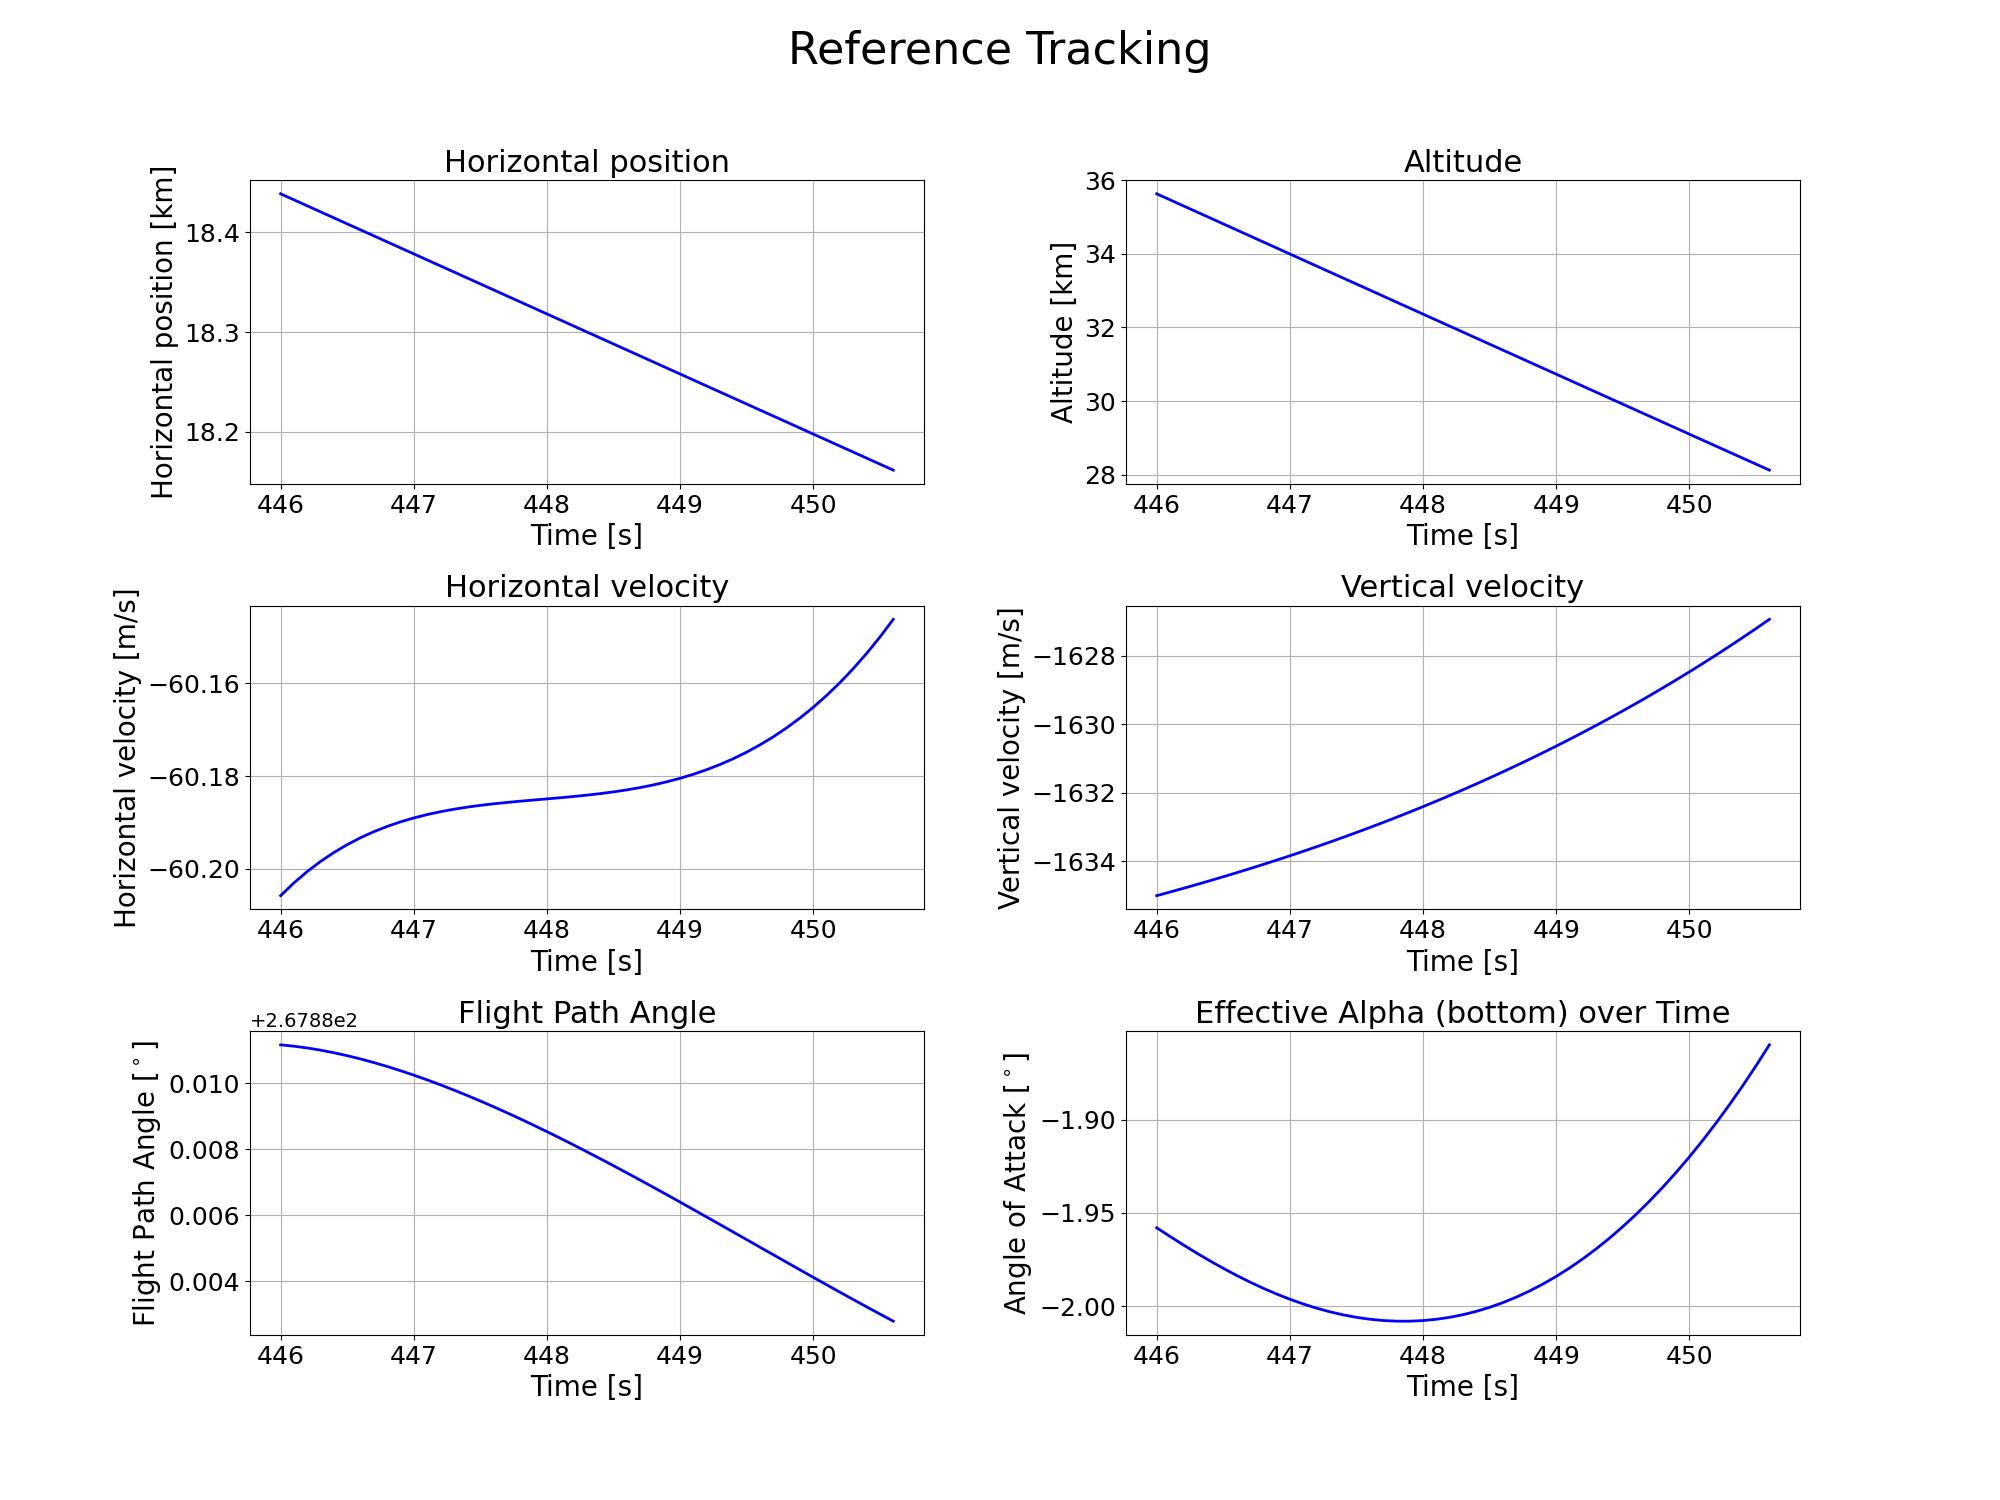 Reference Tracking
Horizontal position
Horizontal position [km]
18.4
18.3
18.2
446 447 448 449 450
Time [s]
Altitude
Altitude [km]
36
34
32
30
28
446 447 448 449 450
Time [s]
Horizontal velocity
Horizontal velocity [m/s]
−60.16
−60.18
−60.20
446 447 448 449 450
Time [s]
Vertical velocity
Vertical velocity [m/s]
−1628
−1630
−1632
−1634
446 447 448 449 450
Time [s]
Flight Path Angle
+2.6788e2
Flight Path Angle [°]
0.010
0.008
0.006
0.004
446 447 448 449 450
Time [s]
Effective Alpha (bottom) over Time
Angle of Attack [°]
−1.90
−1.95
−2.00
446 447 448 449 450
Time [s]